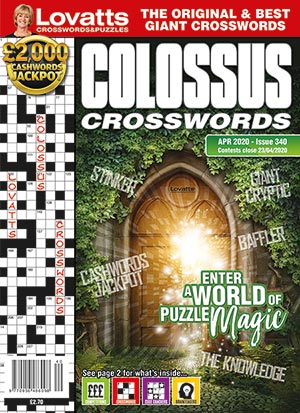 Lovatts
CROSSWORDS&PUZZLES
THE ORIGINAL & BEST
GIANT CROSSWORDS
£2,000
CASHWORDS
JACKPOT
COLOSSUS
CROSSWORDS
APR 2020 - Issue 340
Contests close 23/04/2020
COLOSSUS
LOVATTS
CROSSWORDS
STINKER
GIANT
CRYPTIC
Lovatts
BAFFLER
CASHWORDS
JACKPOT
ENTER
A WORLD OF
PUZZLE Magic
THE KNOWLEDGE
See page 2 for what's inside...
£2.70